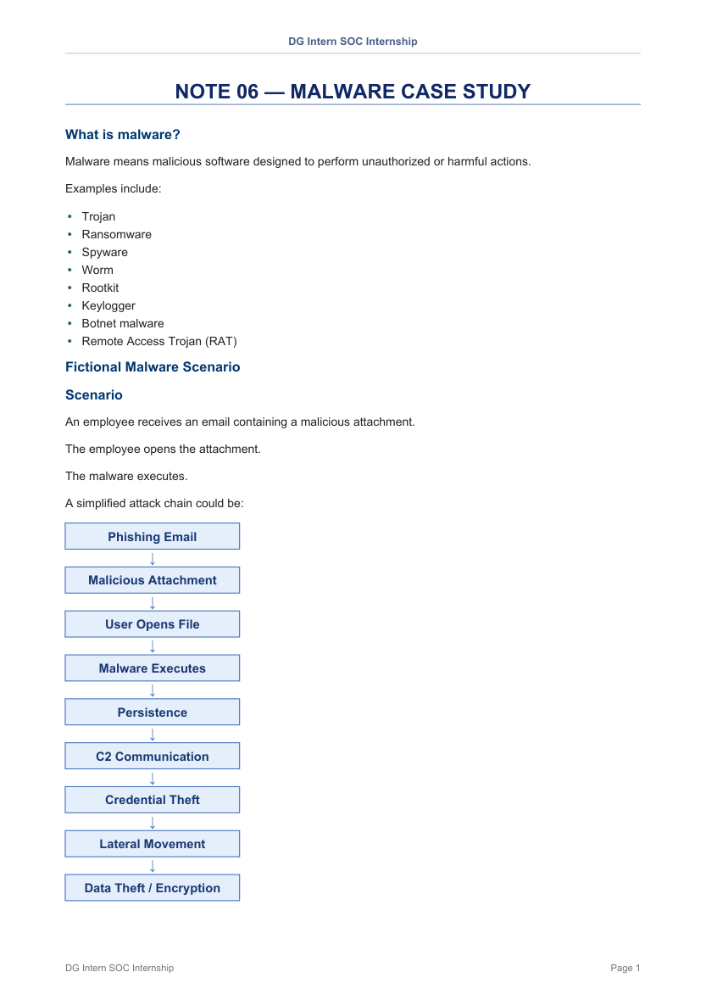 DG Intern SOC Internship
NOTE 06 — MALWARE CASE STUDY
What is malware?
Malware means malicious software designed to perform unauthorized or harmful actions.
Examples include:
• Trojan
• Ransomware
• Spyware
• Worm
• Rootkit
• Keylogger
• Botnet malware
• Remote Access Trojan (RAT)
Fictional Malware Scenario
Scenario
An employee receives an email containing a malicious attachment.
The employee opens the attachment.
The malware executes.
A simplified attack chain could be:
Phishing Email
↓
Malicious Attachment
↓
User Opens File
↓
Malware Executes
↓
Persistence
↓
C2 Communication
↓
Credential Theft
↓
Lateral Movement
↓
Data Theft / Encryption
DG Intern SOC Internship
Page 1